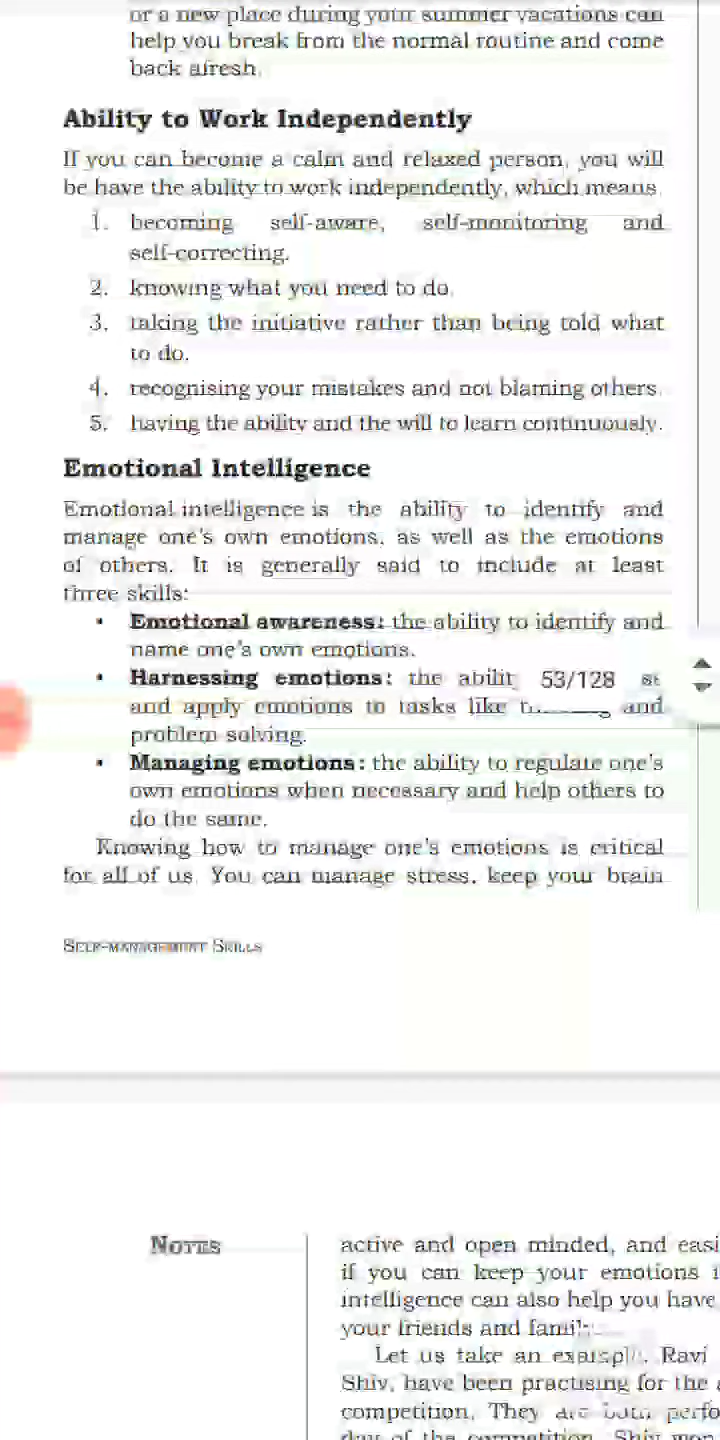 or a new place during your summer vacations can
help you break from the normal routine and come
back afresh.
Ability to Work Independently
If you can become a calm and relaxed person, you will
be have the ability to work independently, which means
1. becoming self-aware, self-monitoring and
self-correcting.
2. knowing what you need to do.
3. taking the initiative rather than being told what
to do.
4. recognising your mistakes and not blaming others.
5. having the ability and the will to learn continuously.
Emotional Intelligence
Emotional intelligence is the ability to identify and
manage one's own emotions, as well as the emotions
of others. It is generally said to include at least
three skills:
• Emotional awareness: the ability to identify and
name one's own emotions.
• Harnessing emotions: the abilit 53/128
and apply emotions to tasks like and
problem solving.
• Managing emotions: the ability to regulate one's
own emotions when necessary and help others to
do the same.
Knowing how to manage one's emotions is critical
for all of us. You can manage stress, keep your brain
SELF-MANAGEMENT SKILLS
NOTES
active and open minded, and easi
if you can keep your emotions i
intelligence can also help you have
your friends and
Let us take an example. Ravi
Shiv, have been practising for the a
competition. They are both perfo
day of the competition, Shiv